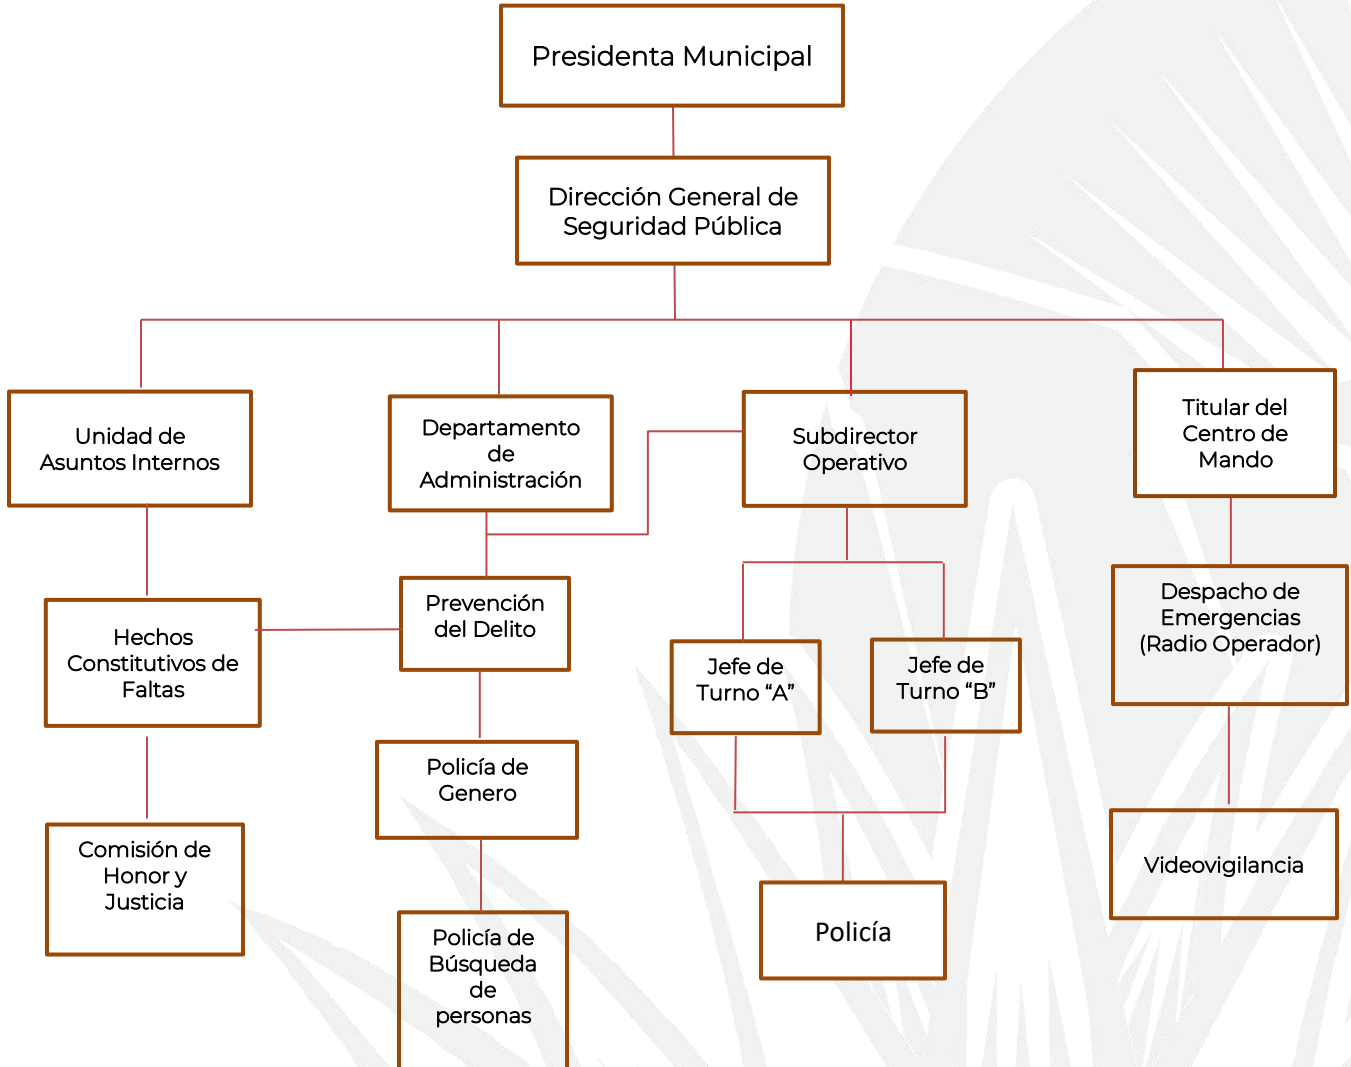 Presidenta Municipal
Dirección General de
Seguridad Pública
Unidad de
Asuntos Internos
Departamento
de
Administración
Subdirector
Operativo
Titular del
Centro de
Mando
Hechos
Constitutivos de
Faltas
Prevención
del Delito
Jefe de
Turno “A”
Jefe de
Turno “B”
Despacho de
Emergencias
(Radio Operador)
Policía de
Genero
Comisión de
Honor y
Justicia
Policía de
Búsqueda
de
personas
Policía
Videovigilancia